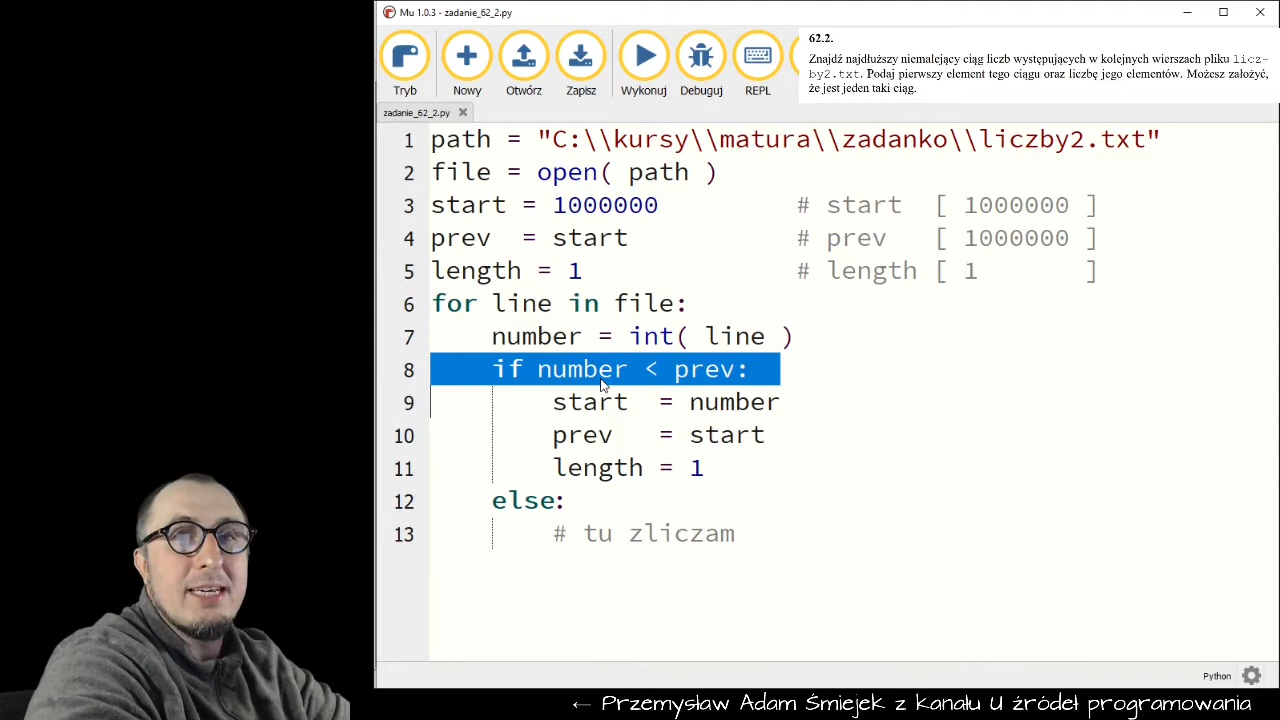 Mu 1.0.3 - zadanie_62_2.py
Tryb
Nowy
Otwórz
Zapisz
Wykonuj
Debuguj
REPL
62.2.
Znajdź najdłuższy niemalejący ciąg liczb występujących w kolejnych wierszach pliku licz-
by2.txt. Podaj pierwszy element tego ciągu oraz liczbę jego elementów. Możesz założyć,
że jest jeden taki ciąg.
zadanie_62_2.py
1 path = "C:\\kursy\\matura\\zadanko\\liczby2.txt"
2 file = open( path )
3 start = 1000000 # start [ 1000000 ]
4 prev = start # prev [ 1000000 ]
5 length = 1 # length [ 1 ]
6 for line in file:
7 number = int( line )
8 if number < prev:
9 start = number
10 prev = start
11 length = 1
12 else:
13 # tu zliczam
Python
← Przemysław Adam Śmiejek z kanału U źródeł programowania